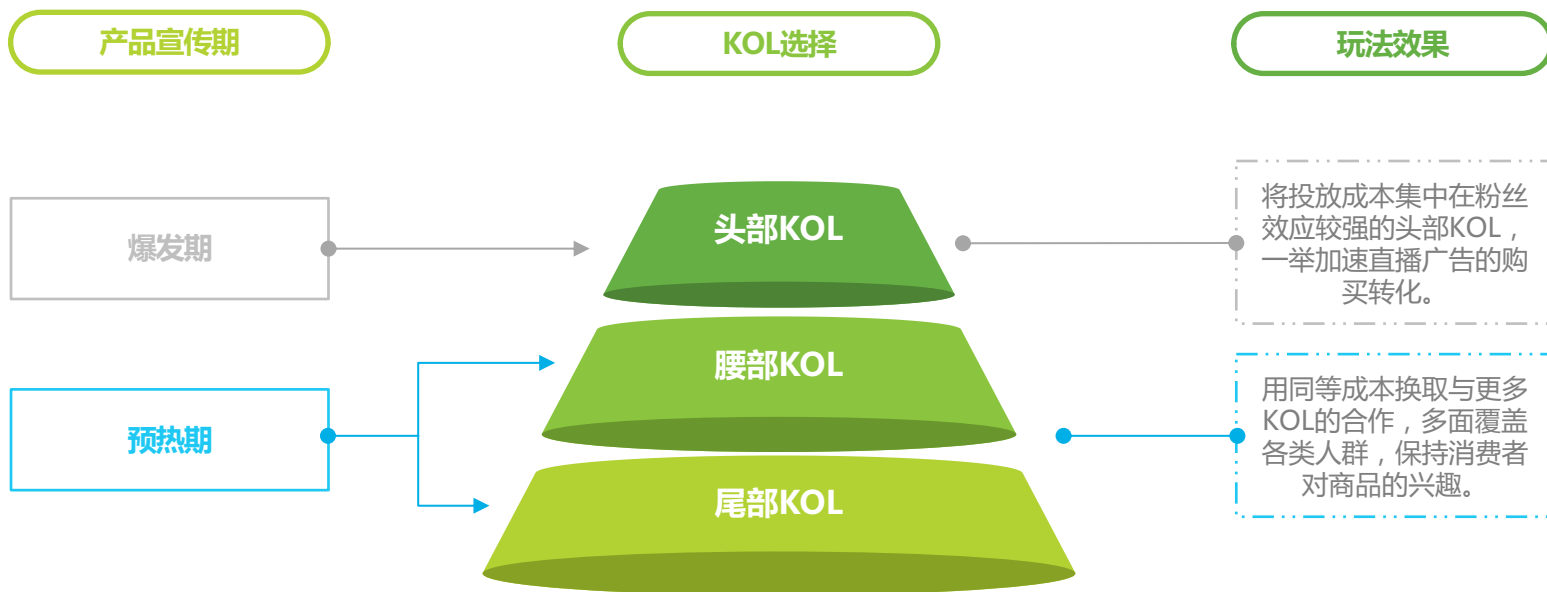 产品宣传期
KOL选择
玩法效果
爆发期
头部KOL
将投放成本集中在粉丝
效应较强的头部KOL，
一举加速直播广告的购
买转化。
腰部KOL
预热期
用同等成本换取与更多
KOL的合作，多面覆盖
各类人群，保持消费者
对商品的兴趣。
尾部KOL